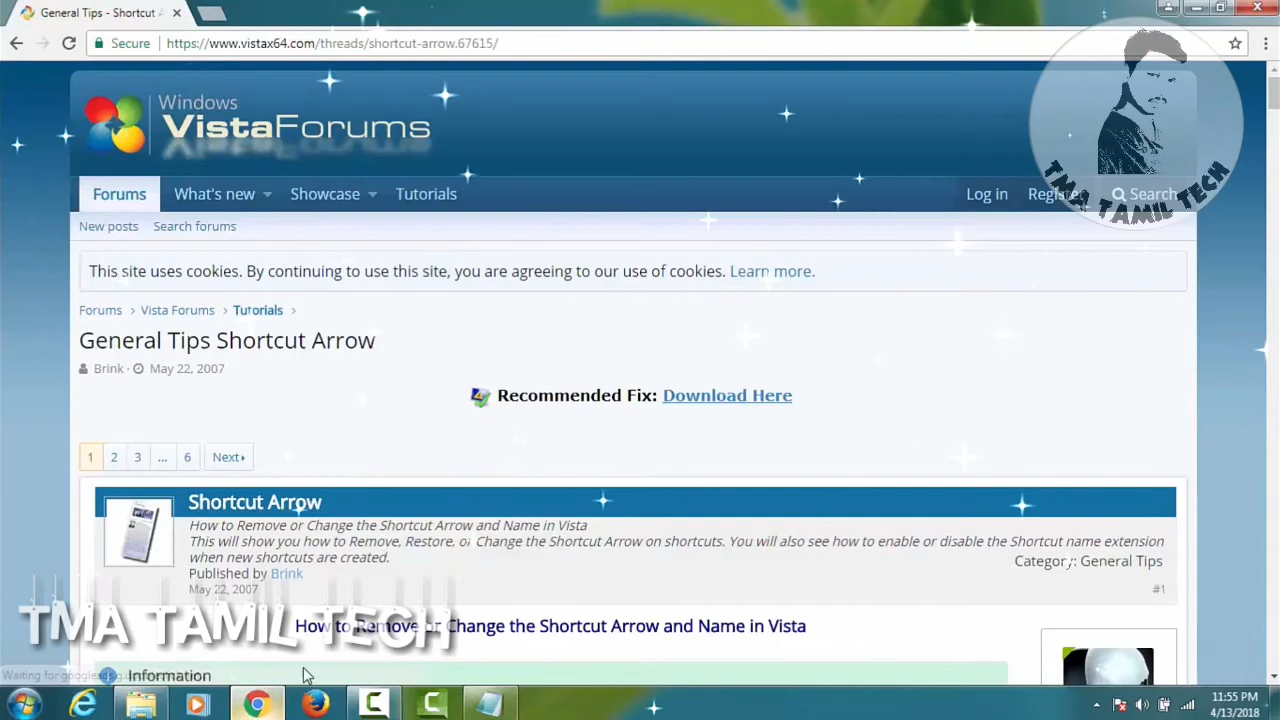 General Tips - Shortcut A
Secure
https://www.vistax64.com/threads/shortcut-arrow.67615/
Windows
VistaForums
TMA TAMIL TECH
Forums What's new Showcase Tutorials Log in Register Search
New posts Search forums
This site uses cookies. By continuing to use this site, you are agreeing to our use of cookies. Learn more.
Forums › Vista Forums › Tutorials ›
General Tips Shortcut Arrow
Brink · May 22, 2007
Recommended Fix: Download Here
1 2 3 ... 6 Next
Shortcut Arrow
How to Remove or Change the Shortcut Arrow and Name in Vista
This will show you how to Remove, Restore, or Change the Shortcut Arrow on shortcuts. You will also see how to enable or disable the Shortcut name extension
when new shortcuts are created.
Category: General Tips
Published by Brink
May 22, 2007
#1
TMA TAMIL TECH
How to Remove or Change the Shortcut Arrow and Name in Vista
Information
11:55 PM
4/13/2018